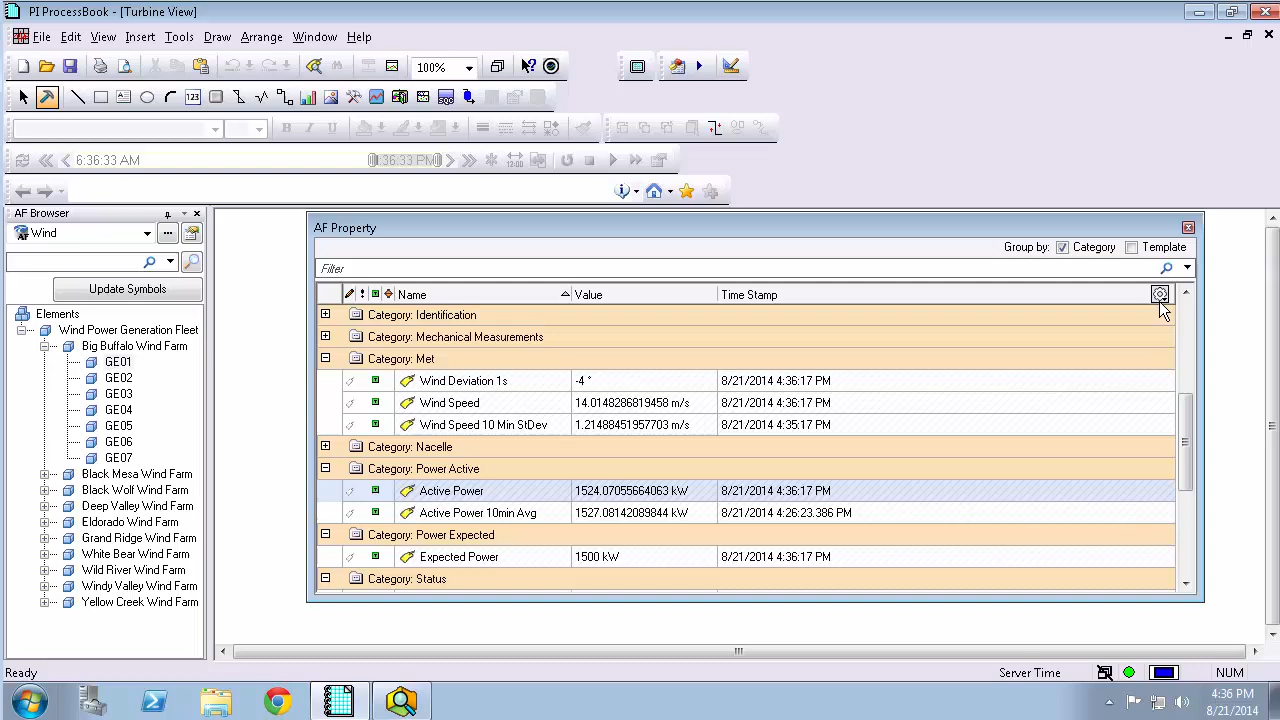 PI ProcessBook - [Turbine View]
File Edit View Insert Tools Draw Arrange Window Help
100%
123
B I U
12:00
6:36:33 AM
6:36:33 PM
AF Browser
Wind
Update Symbols
Elements
Wind Power Generation Fleet
Big Buffalo Wind Farm
GE01
GE02
GE03
GE04
GE05
GE06
GE07
Black Mesa Wind Farm
Black Wolf Wind Farm
Deep Valley Wind Farm
Eldorado Wind Farm
Grand Ridge Wind Farm
White Bear Wind Farm
Wild River Wind Farm
Windy Valley Wind Farm
Yellow Creek Wind Farm
AF Property
Group by: Category Template
Filter
Name Value Time Stamp
Category: Identification
Category: Mechanical Measurements
Category: Met
Wind Deviation 1s -4 ° 8/21/2014 4:36:17 PM
Wind Speed 14.0148286819458 m/s 8/21/2014 4:36:17 PM
Wind Speed 10 Min StDev 1.21488451957703 m/s 8/21/2014 4:35:17 PM
Category: Nacelle
Category: Power Active
Active Power 1524.07055664063 kW 8/21/2014 4:36:17 PM
Active Power 10min Avg 1527.08142089844 kW 8/21/2014 4:26:23.386 PM
Category: Power Expected
Expected Power 1500 kW 8/21/2014 4:36:17 PM
Category: Status
Ready
Server Time
NUM
4:36 PM
8/21/2014